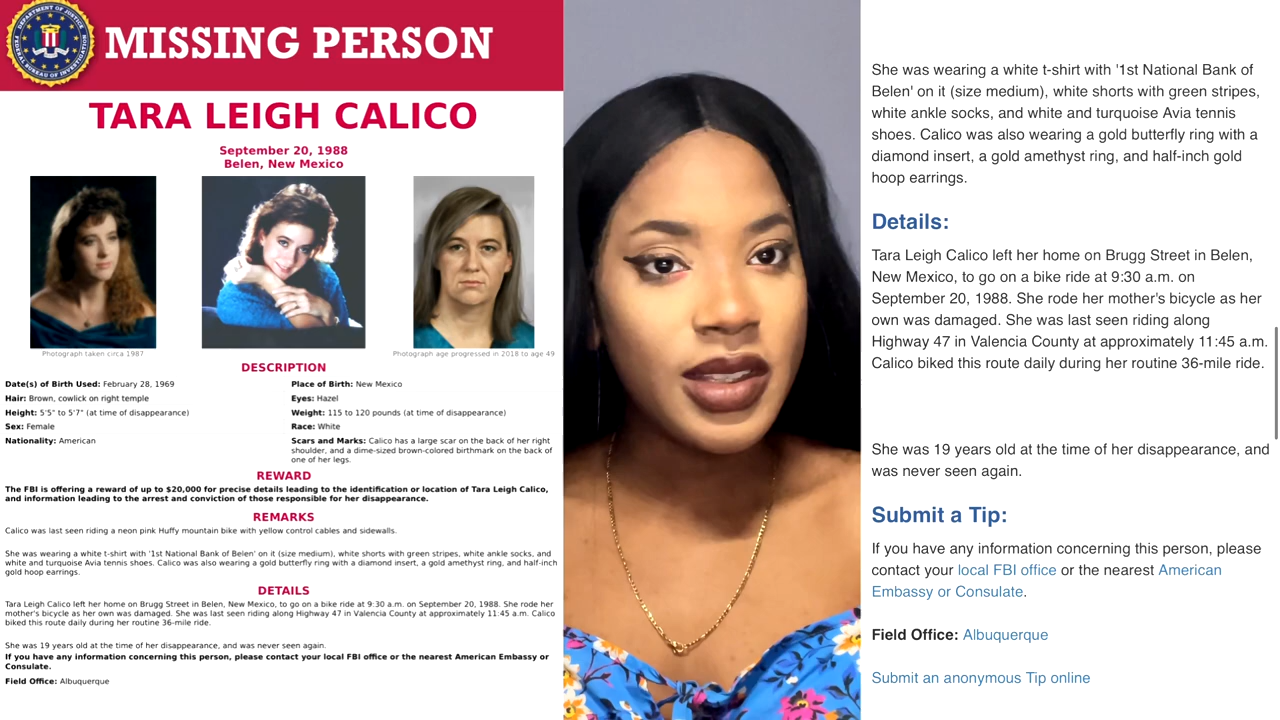 MISSING PERSON
TARA LEIGH CALICO
September 20, 1988
Belen, New Mexico
Photograph taken circa 1987
Photograph age progressed in 2018 to age 49
DESCRIPTION
Date(s) of Birth Used: February 28, 1969
Hair: Brown, cowlick on right temple
Height: 5'5" to 5'7" (at time of disappearance)
Sex: Female
Nationality: American
Place of Birth: New Mexico
Eyes: Hazel
Weight: 115 to 120 pounds (at time of disappearance)
Race: White
Scars and Marks: Calico has a large scar on the back of her right
shoulder, and a dime-sized brown-colored birthmark on the back of
one of her legs.
REWARD
The FBI is offering a reward of up to $20,000 for precise details leading to the identification or location of Tara Leigh Calico,
and information leading to the arrest and conviction of those responsible for her disappearance.
REMARKS
Calico was last seen riding a neon pink Huffy mountain bike with yellow control cables and sidewalls.
She was wearing a white t-shirt with '1st National Bank of Belen' on it (size medium), white shorts with green stripes, white ankle socks, and
white and turquoise Avia tennis shoes. Calico was also wearing a gold butterfly ring with a diamond insert, a gold amethyst ring, and half-inch
gold hoop earrings.
DETAILS
Tara Leigh Calico left her home on Brugg Street in Belen, New Mexico, to go on a bike ride at 9:30 a.m. on September 20, 1988. She rode her
mother's bicycle as her own was damaged. She was last seen riding along Highway 47 in Valencia County at approximately 11:45 a.m. Calico
biked this route daily during her routine 36-mile ride.
She was 19 years old at the time of her disappearance, and was never seen again.
If you have any information concerning this person, please contact your local FBI office or the nearest American Embassy or
Consulate.
Field Office: Albuquerque
She was wearing a white t-shirt with '1st National Bank of
Belen' on it (size medium), white shorts with green stripes,
white ankle socks, and white and turquoise Avia tennis
shoes. Calico was also wearing a gold butterfly ring with a
diamond insert, a gold amethyst ring, and half-inch gold
hoop earrings.
Details:
Tara Leigh Calico left her home on Brugg Street in Belen,
New Mexico, to go on a bike ride at 9:30 a.m. on
September 20, 1988. She rode her mother's bicycle as her
own was damaged. She was last seen riding along
Highway 47 in Valencia County at approximately 11:45 a.m.
Calico biked this route daily during her routine 36-mile ride.
She was 19 years old at the time of her disappearance, and
was never seen again.
Submit a Tip:
If you have any information concerning this person, please
contact your local FBI office or the nearest American
Embassy or Consulate.
Field Office: Albuquerque
Submit an anonymous Tip online